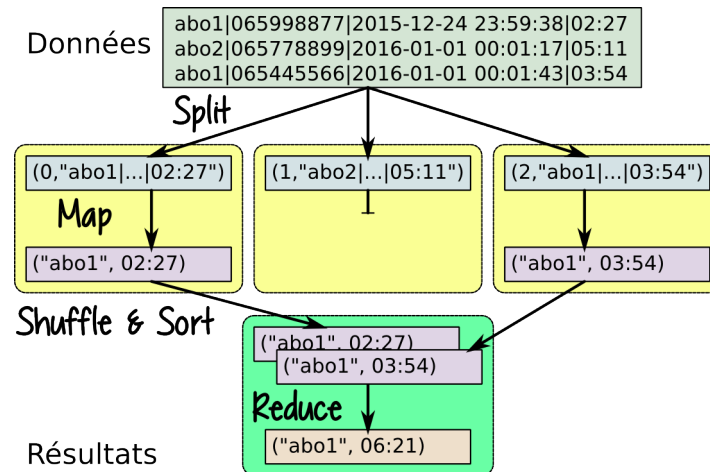 Données
abo1|065998877|2015-12-24 23:59:38|02:27
abo2|065778899|2016-01-01 00:01:17|05:11
abo1|065445566|2016-01-01 00:01:43|03:54
Split
(0,"abo1|...|02:27")
(1,"abo2|...|05:11")
(2,"abo1|...|03:54")
Map
("abo1", 02:27)
("abo1", 03:54)
Shuffle & Sort
("abo1", 02:27)
("abo1", 03:54)
Reduce
("abo1", 06:21)
Résultats